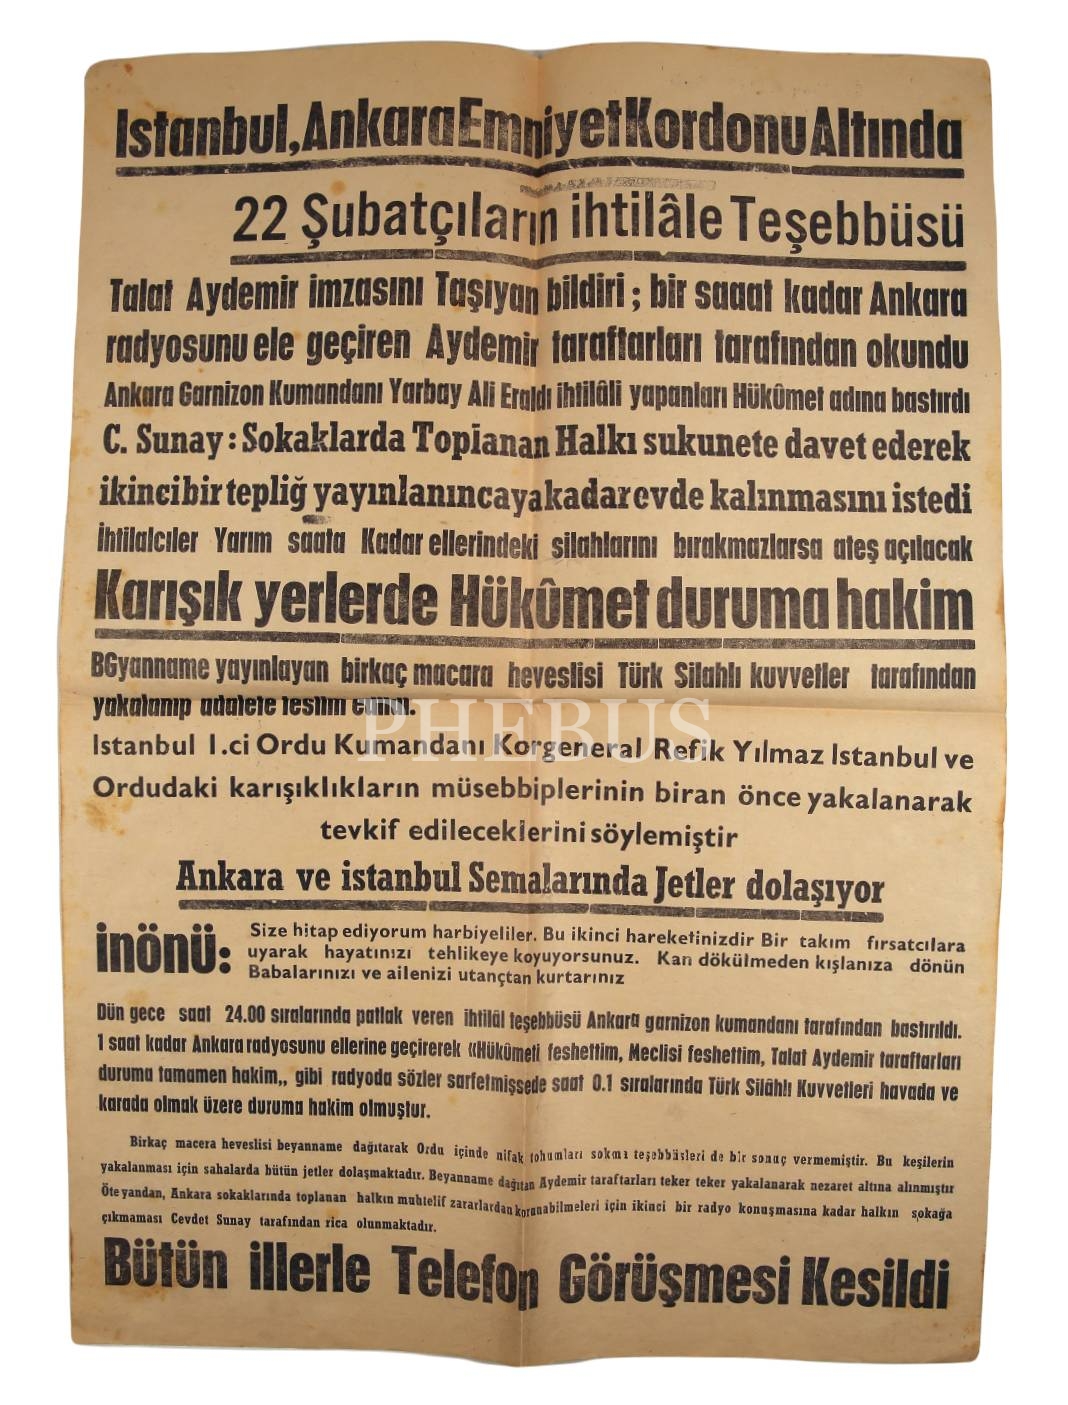 Istanbul, Ankara Emniyet Kordonu Altında
22 Şubatçıların ihtilâle Teşebbüsü
Talat Aydemir imzasını Taşıyan bildiri ; bir saaat kadar Ankara
radyosunu ele geçiren Aydemir taraftarları tarafından okundu
Ankara Garnizon Kumandanı Yarbay Ali Eraldı ihtilâli yapanları Hükûmet adına bastırdı
C. Sunay : Sokaklarda Topianan Halkı sukunete davet ederek
ikinci bir tepliğ yayınlanıncaya kadar evde kalınmasını istedi
İhtilalciler Yarım saata Kadar ellerindeki silahlarını bırakmazlarsa ateş açılacak
Karışık yerlerde Hükûmet duruma hakim
BGyanname yayınlayan birkaç macara heveslisi Türk Silahlı kuvvetler tarafından
yakalanıp adalete teslim edildi.
PHEBUS
Istanbul 1.ci Ordu Kumandanı Korgeneral Refik Yılmaz Istanbul ve
Ordudaki karışıklıkların müsebbiplerinin biran önce yakalanarak
tevkif edileceklerini söylemiştir
Ankara ve istanbul Semalarında Jetler dolaşıyor
inönü: Size hitap ediyorum harbiyeliler. Bu ikinci hareketinizdir Bir takım fırsatcılara
uyarak hayatınızı tehlikeye koyuyorsunuz. Kan dökülmeden kışlanıza dönün
Babalarınızı ve ailenizi utançtan kurtarınız
Dün gece saat 24.00 sıralarında patlak veren ihtilâl teşebbüsü Ankara garnizon kumandanı tarafından bastırıldı.
1 saat kadar Ankara radyosunu ellerine geçirerek «Hükûmeti feshettim, Meclisi feshettim, Talat Aydemir taraftarları
duruma tamamen hakim,, gibi radyoda sözler sarfetmişsede saat 0.1 sıralarında Türk Silâhlı Kuvvetleri havada ve
karada olmak üzere duruma hakim olmuştur.
Birkaç macera heveslisi beyanname dağıtarak Ordu içinde nifak tohumları sokma teşebbüsleri de bir sonuç vermemiştir. Bu keşilerin
yakalanması için sahalarda bütün jetler dolaşmaktadır. Beyanname dağıtan Aydemir taraftarları teker teker yakalanarak nezaret altına alınmıştır
Öte yandan, Ankara sokaklarında toplanan halkın muhtelif zararlardan korunabilmeleri için ikinci bir radyo konuşmasına kadar halkın sokağa
çıkmaması Cevdet Sunay tarafından rica olunmaktadır.
Bütün illerle Telefon Görüşmesi Kesildi